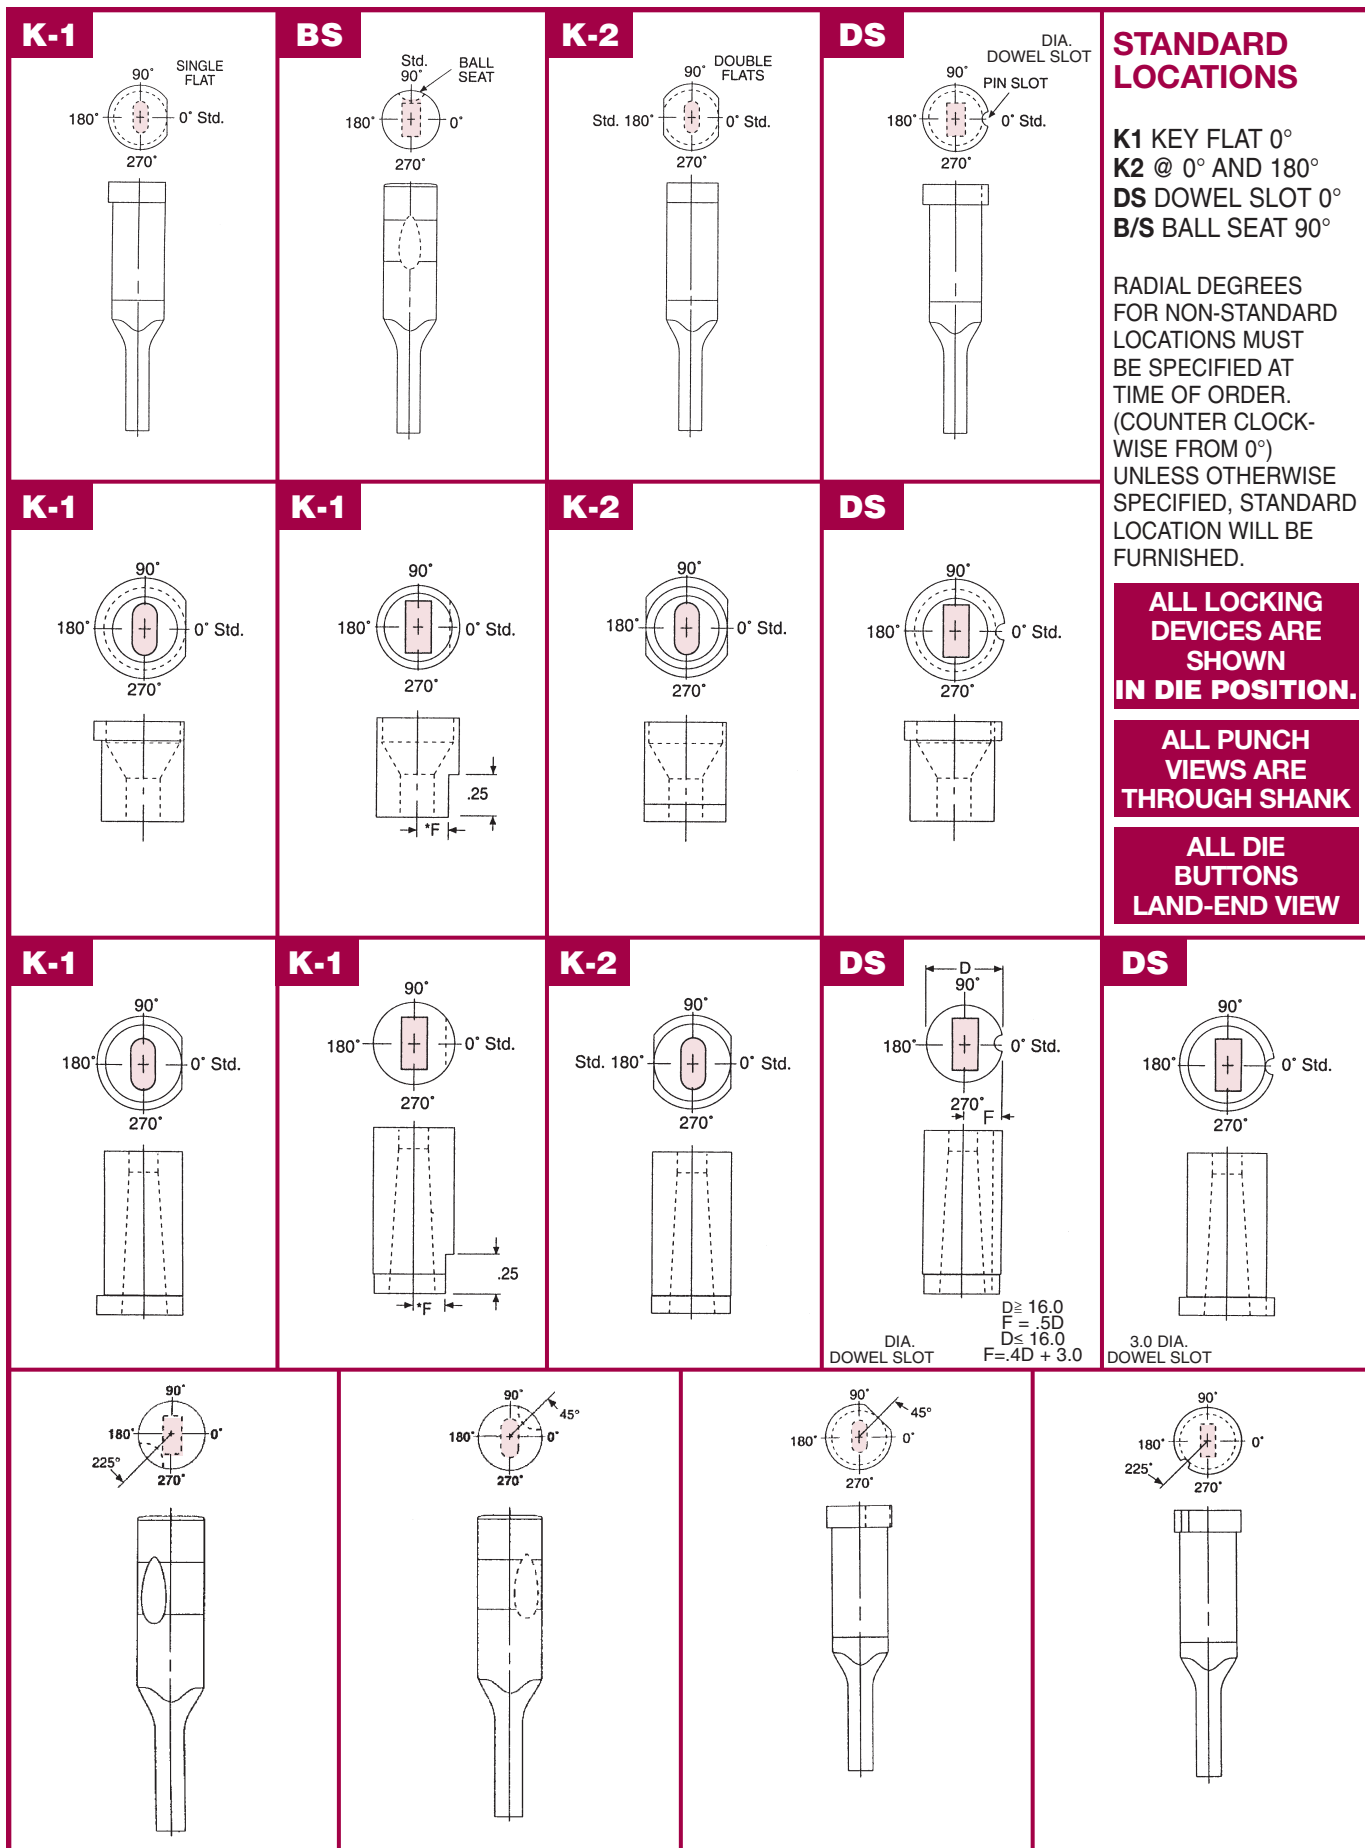 K-1
SINGLE
FLAT
90°
180°
0° Std.
270°
BS
Std.
90°
BALL
SEAT
180°
0°
270°
K-2
DOUBLE
FLATS
90°
Std. 180°
0° Std.
270°
DS
DIA.
DOWEL SLOT
90°
PIN SLOT
180°
0° Std.
270°
STANDARD
LOCATIONS
K1 KEY FLAT 0°
K2 @ 0° AND 180°
DS DOWEL SLOT 0°
B/S BALL SEAT 90°
RADIAL DEGREES
FOR NON-STANDARD
LOCATIONS MUST
BE SPECIFIED AT
TIME OF ORDER.
(COUNTER CLOCK-
WISE FROM 0°)
UNLESS OTHERWISE
SPECIFIED, STANDARD
LOCATION WILL BE
FURNISHED.
ALL LOCKING
DEVICES ARE
SHOWN
IN DIE POSITION.
ALL PUNCH
VIEWS ARE
THROUGH SHANK
ALL DIE
BUTTONS
LAND-END VIEW
K-1
90°
180°
0° Std.
270°
K-1
90°
180°
0° Std.
270°
.25
*F
K-2
90°
180°
0° Std.
270°
DS
90°
180°
0° Std.
270°
K-1
90°
180°
0° Std.
270°
K-1
90°
180°
0° Std.
270°
.25
*F
K-2
90°
Std. 180°
0° Std.
270°
DS
D
90°
180°
0° Std.
270°
F
D≥ 16.0
F = .5D
D≤ 16.0
F=.4D + 3.0
DIA.
DOWEL SLOT
DS
90°
180°
0° Std.
270°
3.0 DIA.
DOWEL SLOT
90°
180°
0°
225°
270°
90°
45°
180°
0°
270°
90°
45°
180°
0°
270°
90°
180°
0°
225°
270°